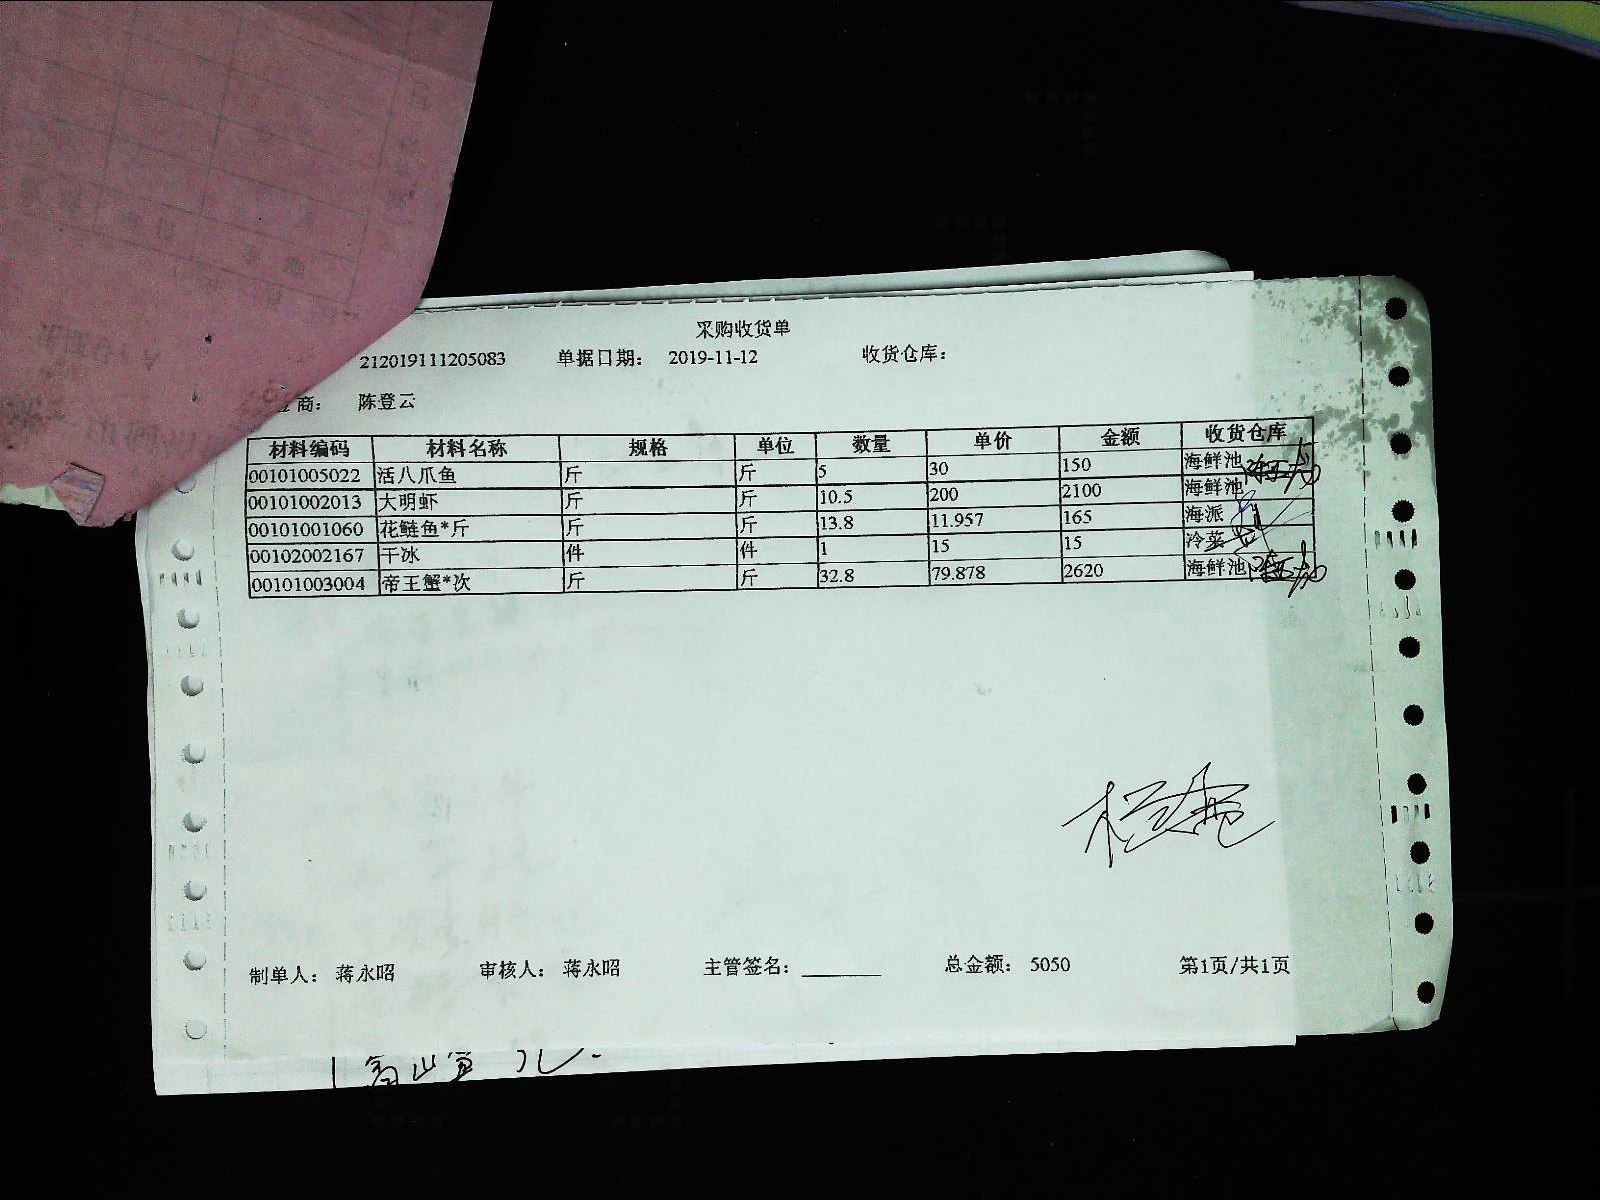 采购收货单
212019111205083 单据日期： 2019-11-12 收货仓库：
商： 陈登云
材料编码 材料名称 规格 单位 数量 单价 金额 收货仓库
00101005022 活八爪鱼 斤 斤 5 30 150 海鲜池
00101002013 大明虾 斤 斤 10.5 200 2100 海鲜池
00101001060 花鲢鱼*斤 斤 斤 13.8 11.957 165 海派
00102002167 干冰 件 件 1 15 15 冷菜
00101003004 帝王蟹*次 斤 斤 32.8 79.878 2620 海鲜池
制单人： 蒋永昭 审核人： 蒋永昭 主管签名： 总金额： 5050 第1页/共1页